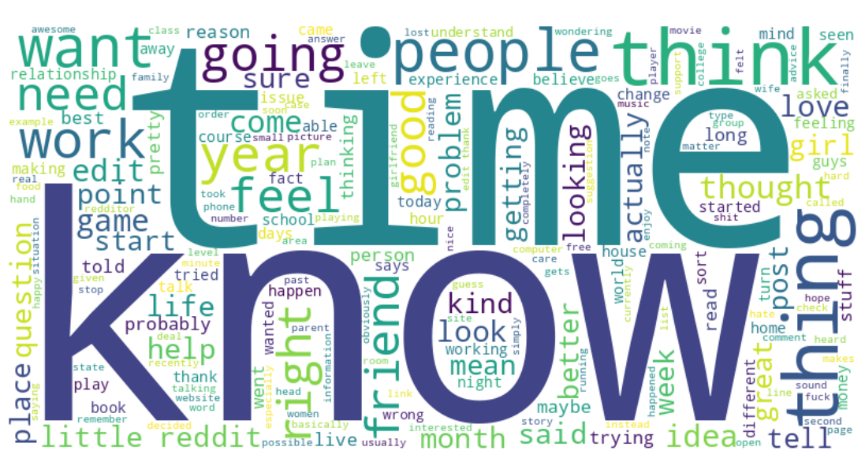 awesome
class
reason
came
lost understand
wondering
movie
mind
seen
want
away
going
people
answer
think
finally
relationship
family
sure
leave
left
experience
believe
goes
player
support
college
felt
wife
advice
asked
need
time
issue
case
soon
change
music
love
example
best
pretty
order
come
able
good
reading
problem
thinking
girlfriend
edit thank
getting
completely
looking
suggestion
actually
note
enjoy
long
type
group
matter
feeling
girl
guys
hard
work
course
small
picture
year
plan
making
edit
fact
real
food
hand
point
redditor
took
phone
number
feel
school
playing
today
hour
thought
started
shit
called
game
start
days
area
nice
computer
free
house
coming
thing
question
happy
situation
told
level
minute
given
stop
tried
talk
know
person
says
past
happen
care
gets
world
currently
sort
read
turn
post
stuff
hope
check
hate
list
life
probably
deal
wanted
parent
information
friend
obviously
guess
kind
site
look
working
simply
better
home
comment
heard
help
recently
right
room
mean
night
running
week
happened
great
line
makes
money
state
play
thank
talking
website
word
went
especially
head
women
link
wrong
maybe
different
sound
fuck
second
page
place
saying
book
remember
decided
basically
story
instead
little reddit
possible
live
usually
month
interested
said
trying
idea
open
tell